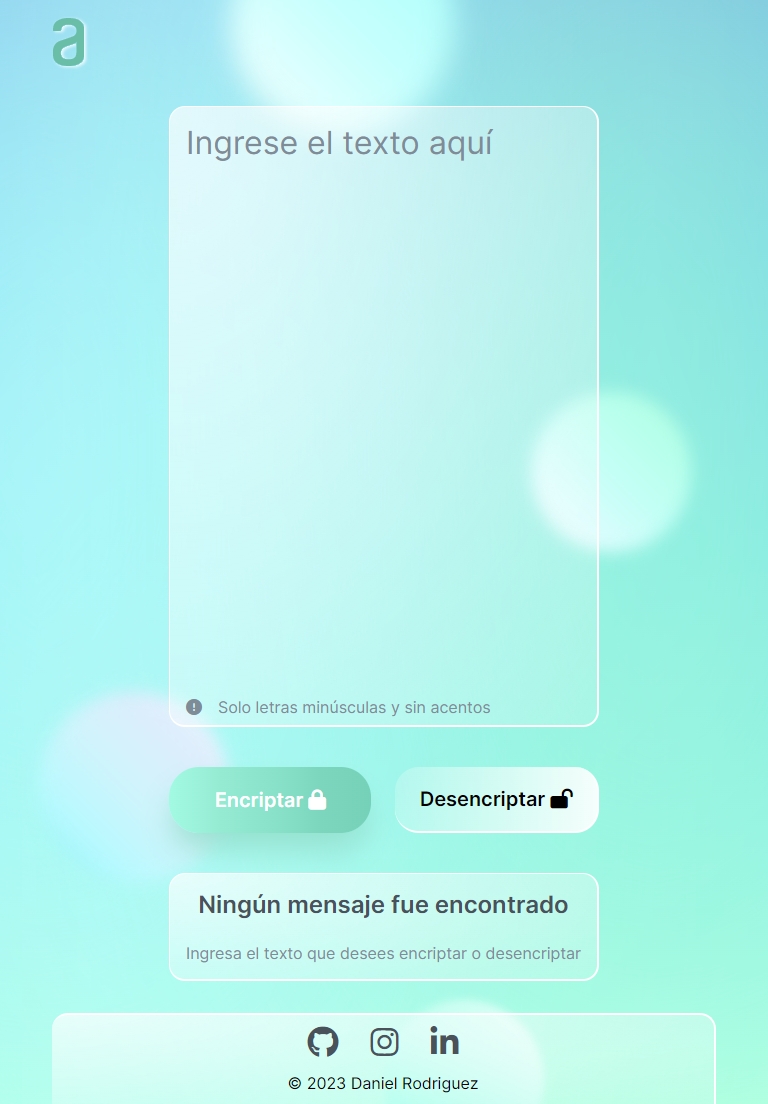 a
Ingrese el texto aquí
Solo letras minúsculas y sin acentos
Encriptar
Desencriptar
Ningún mensaje fue encontrado
Ingresa el texto que desees encriptar o desencriptar
in
© 2023 Daniel Rodriguez